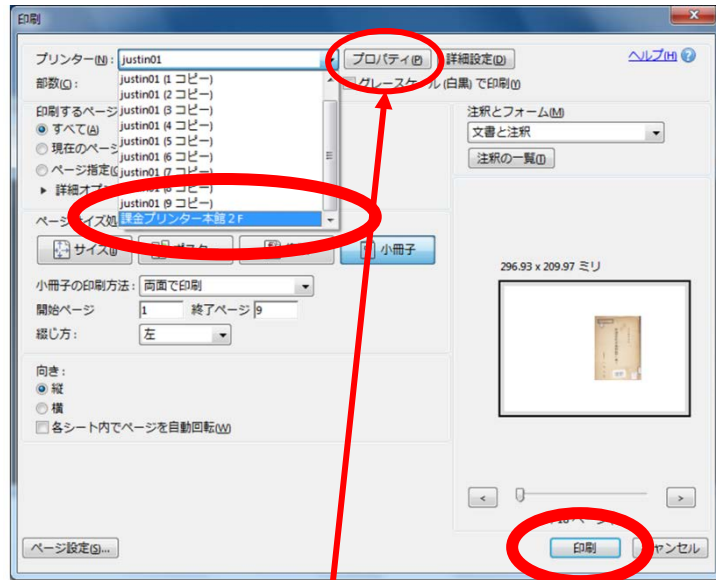 印刷
プリンター(N): justin01 プロパティ(P) 詳細設定(D) ヘルプ(H)
部数(C): justin01 (1 コピー) グレースケール (白黒) で印刷(Y)
justin01 (2 コピー)
印刷するページ justin01 (3 コピー) 注釈とフォーム(M)
すべて(A) justin01 (4 コピー) 文書と注釈
現在のページ justin01 (5 コピー)
justin01 (6 コピー) 注釈の一覧(T)
ページ指定(G) justin01 (7 コピー)
詳細オプ
justin01 (9 コピー)
ページサイズ処 課金プリンター本館2F
サイズ(I) 小冊子
296.93 x 209.97 ミリ
小冊子の印刷方法: 両面で印刷
開始ページ 1 終了ページ 9
綴じ方: 左
向き:
縦
横
各シート内でページを自動回転(W)
< >
ページ設定(S)... 印刷 キャンセル